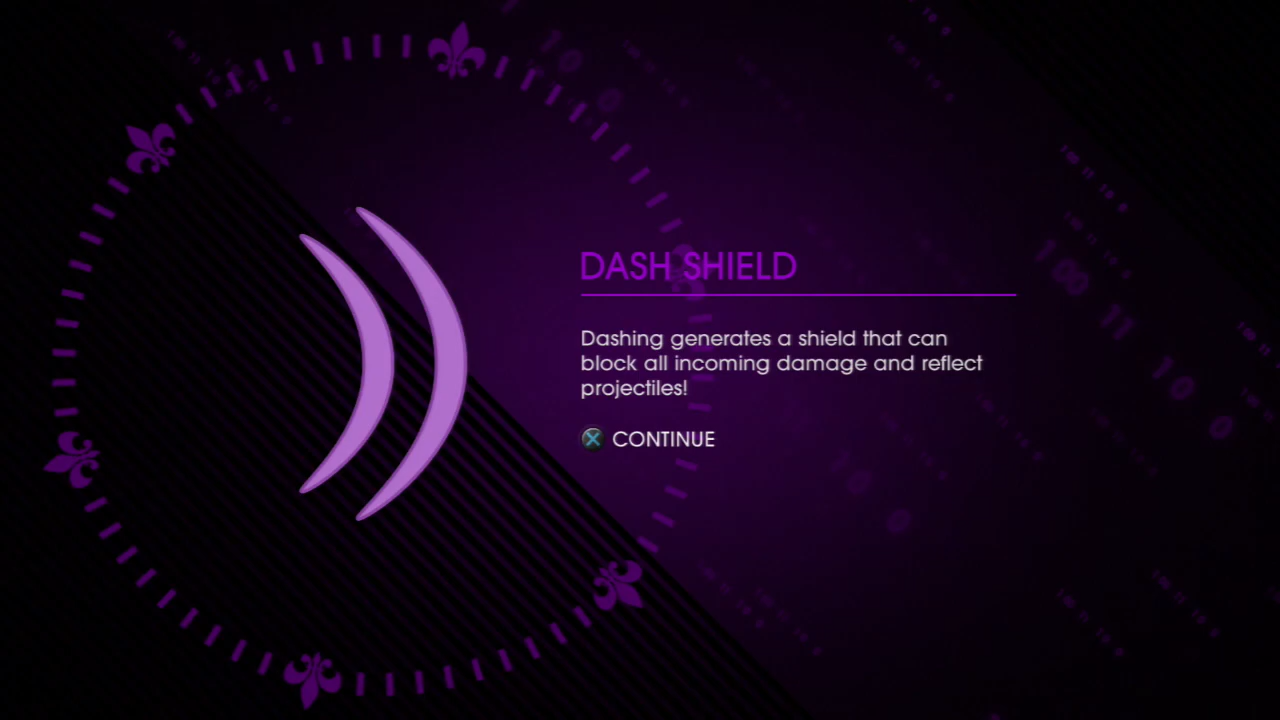 DASH SHIELD
Dashing generates a shield that can
block all incoming damage and reflect
projectiles!
CONTINUE